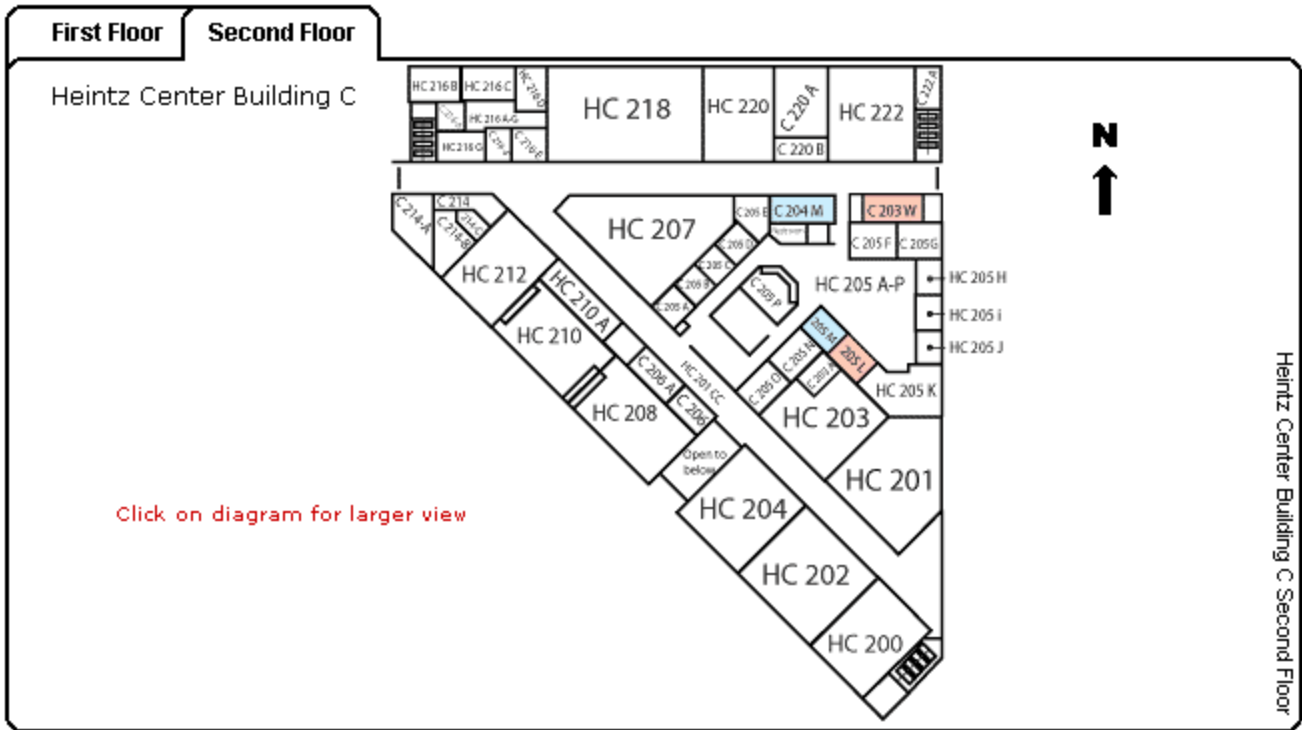 First Floor
Second Floor
Heintz Center Building C
HC 216 B
HC 216 C
HC 216 D
HC 218
HC 220
C 220 A
HC 222
C 222 A
HC 216 A-G
HC 216 G
C 216 E
C 220 B
N
C 214-A
C 214
C 214-B
HC 207
C 205 E
C 204 M
C 203 W
C 205 D
C 205 F
C 205 G
C 205 C
HC 212
C 205 B
C 205 A
C 205 P
HC 205 A-P
HC 205 H
HC 210 A
HC 205 i
HC 210
205 M
HC 205 J
C 205 N
205 L
C 206 A
HC 201 CC
C 205 O
HC 205 K
C 206
HC 208
HC 203
Open to
below
HC 201
HC 204
Click on diagram for larger view
HC 202
HC 200
Heintz Center Building C Second Floor